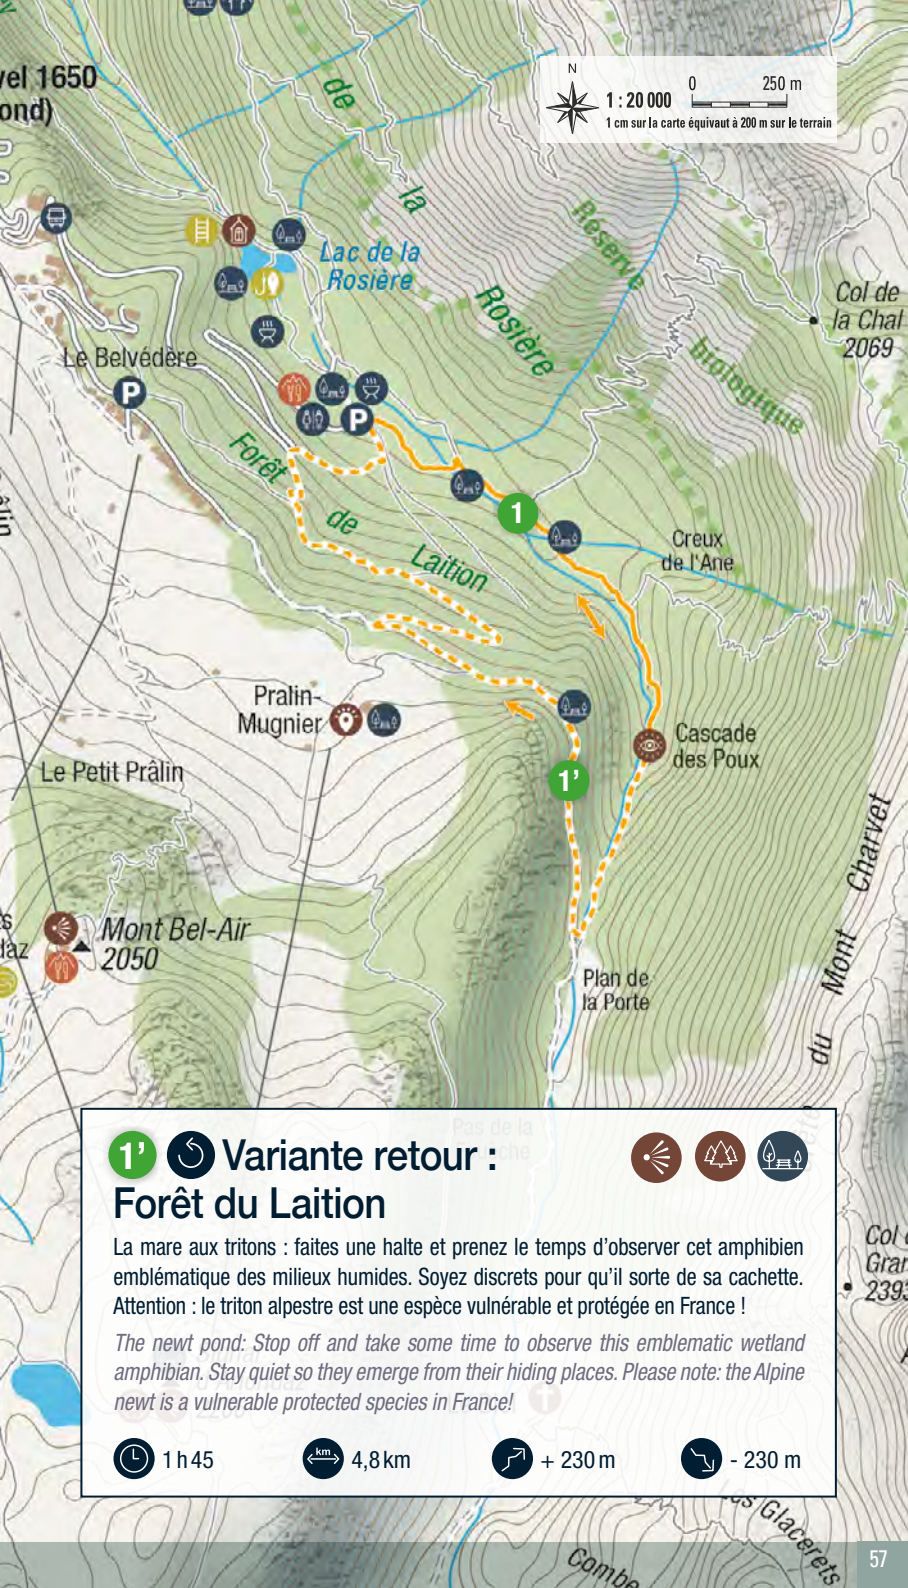 vel 1650
ond)
N
0 250 m
1 : 20 000
1 cm sur la carte équivaut à 200 m sur le terrain
de
la
Rosière
Réserve
biologique
Lac de la
Rosière
Col de
la Chal
2069
Le Belvédère
P
P
Forêt
de
Laition
1
Creux
de l'Ane
Pralin-
Mugnier
Cascade
des Poux
Le Petit Prâlin
1’
Mont Bel-Air
2050
daz
Plan de
la Porte
du Mont Charvet
Pas de la
1’ Variante retour :
Forêt du Laition
La mare aux tritons : faites une halte et prenez le temps d’observer cet amphibien
emblématique des milieux humides. Soyez discrets pour qu’il sorte de sa cachette.
Attention : le triton alpestre est une espèce vulnérable et protégée en France !
The newt pond: Stop off and take some time to observe this emblematic wetland
amphibian. Stay quiet so they emerge from their hiding places. Please note: the Alpine
newt is a vulnerable protected species in France!
1 h 45
km
4,8 km
+ 230 m
- 230 m
Col
Gran
2393
Les Glacerets
Combe
57